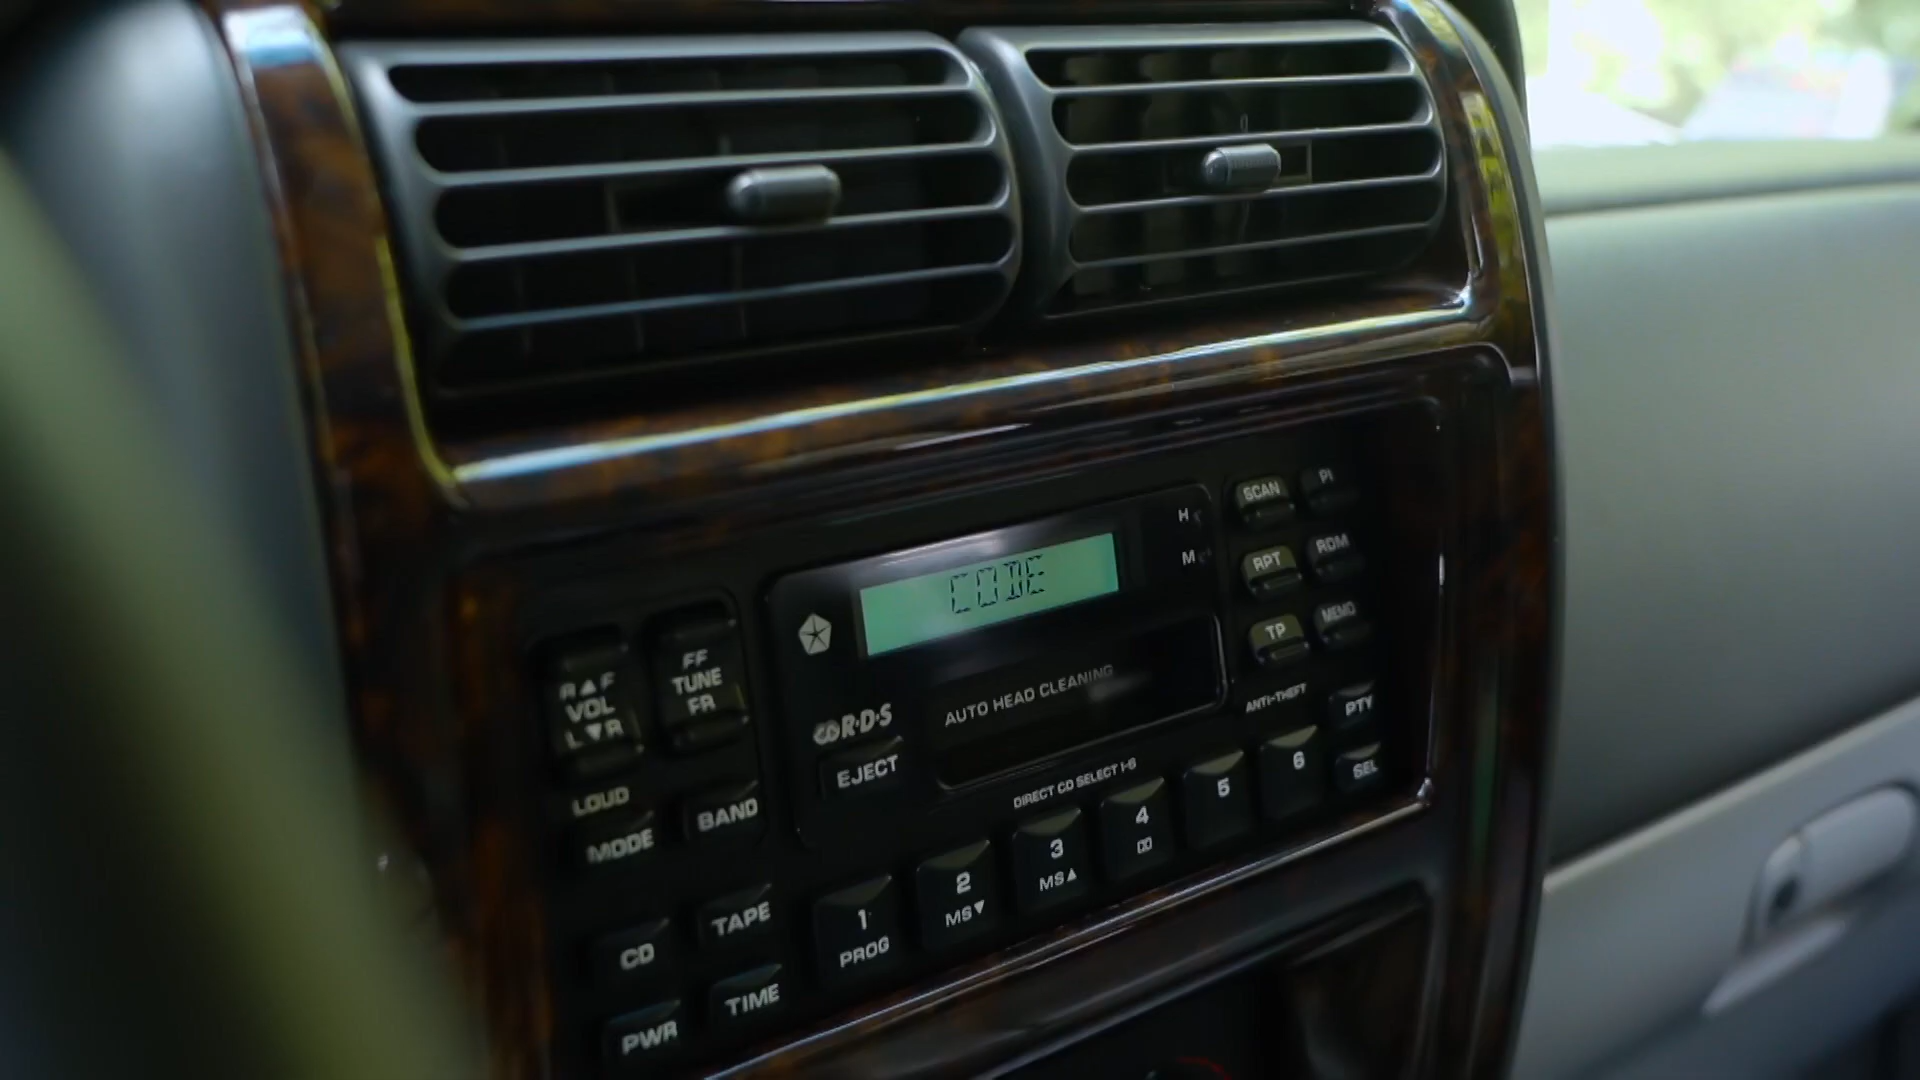 SCAN
PI
H
M
CODE
RPT
RDM
TP
MEMO
R▲F
VOL
L▼R
FF
TUNE
FR
R·D·S
AUTO HEAD CLEANING
ANTI-THEFT
PTY
EJECT
SEL
DIRECT CD SELECT 1-6
LOUD
MODE
BAND
1
PROG
2
MS▼
3
MS▲
4
5
6
CD
TAPE
PWR
TIME